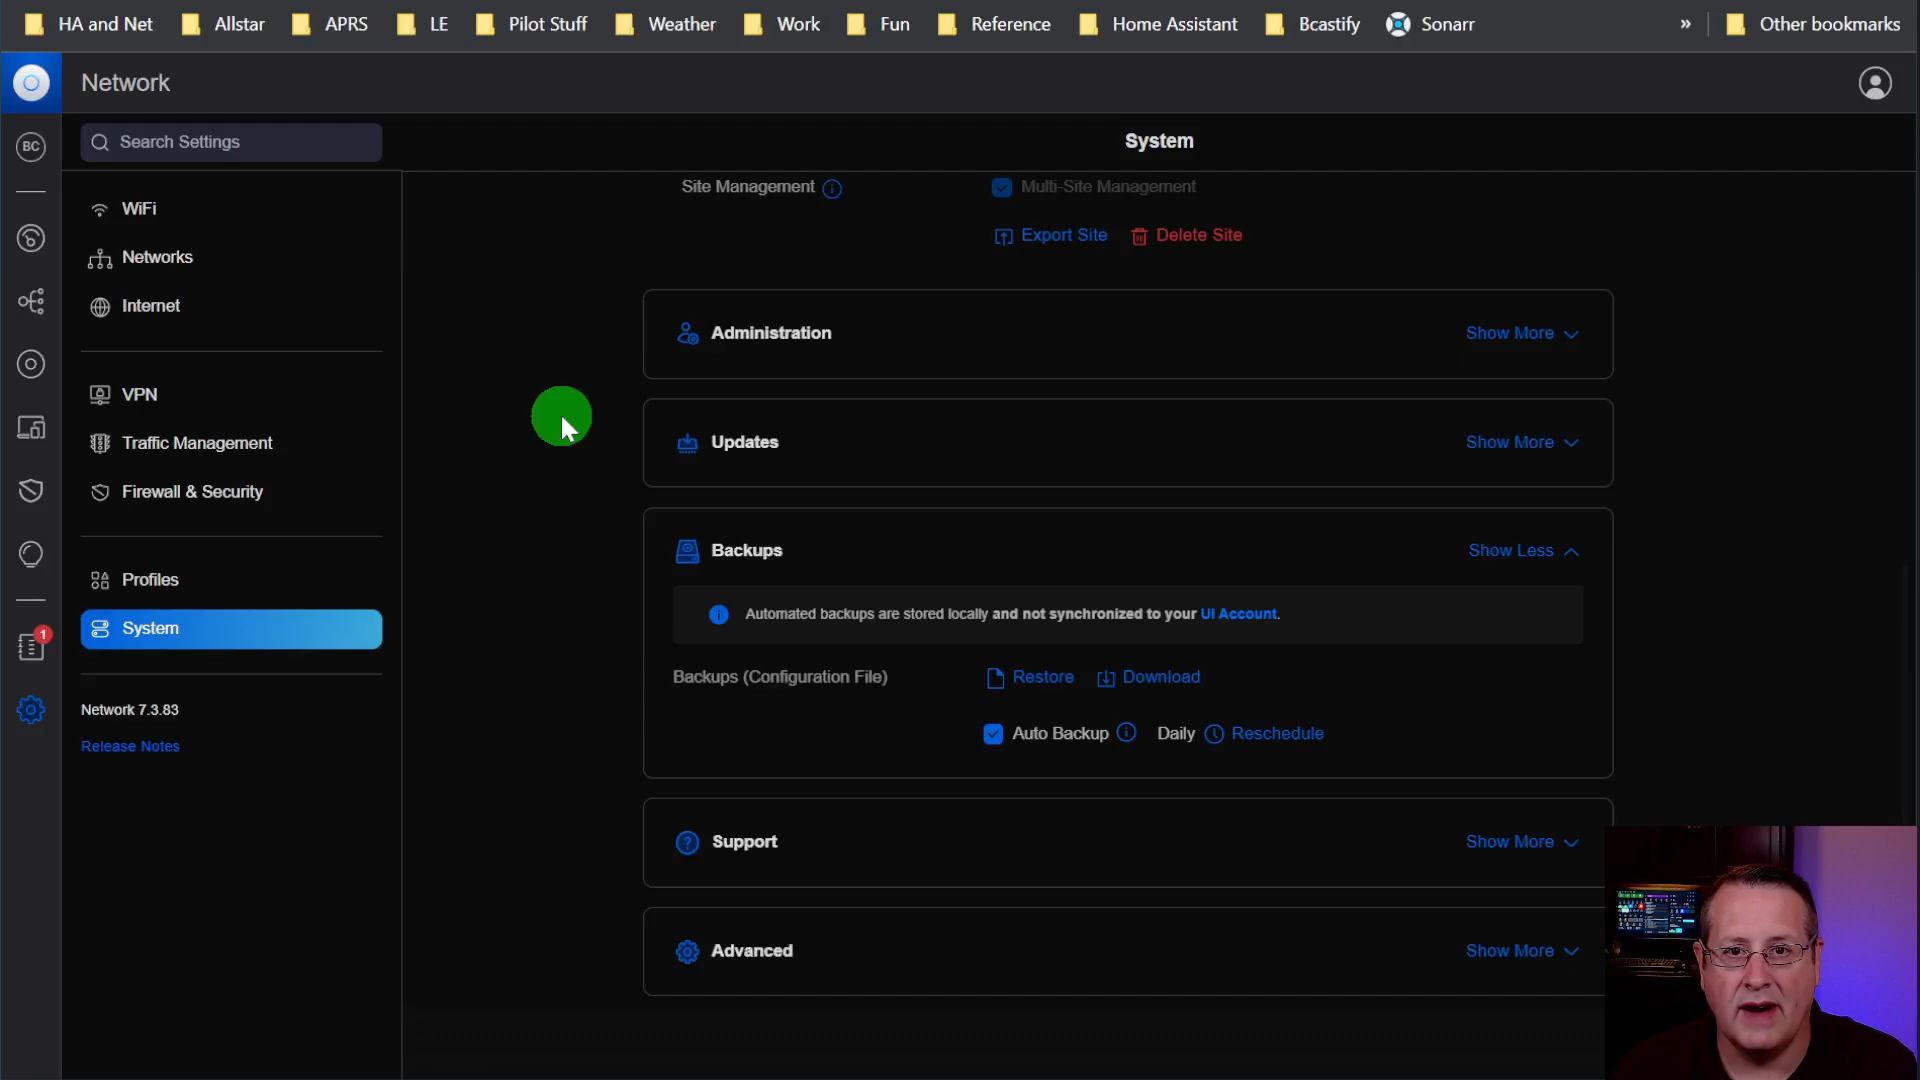 HA and Net Allstar APRS LE Pilot Stuff Weather Work Fun Reference Home Assistant Bcastify Sonarr » Other bookmarks
Network
BC
Search Settings
System
WiFi
Networks
Internet
VPN
Traffic Management
Firewall & Security
Profiles
System
1
Network 7.3.83
Release Notes
Site Management Multi-Site Management
Export Site Delete Site
Administration Show More
Updates Show More
Backups Show Less
Automated backups are stored locally and not synchronized to your UI Account.
Backups (Configuration File) Restore Download
Auto Backup Daily Reschedule
Support Show More
Advanced Show More